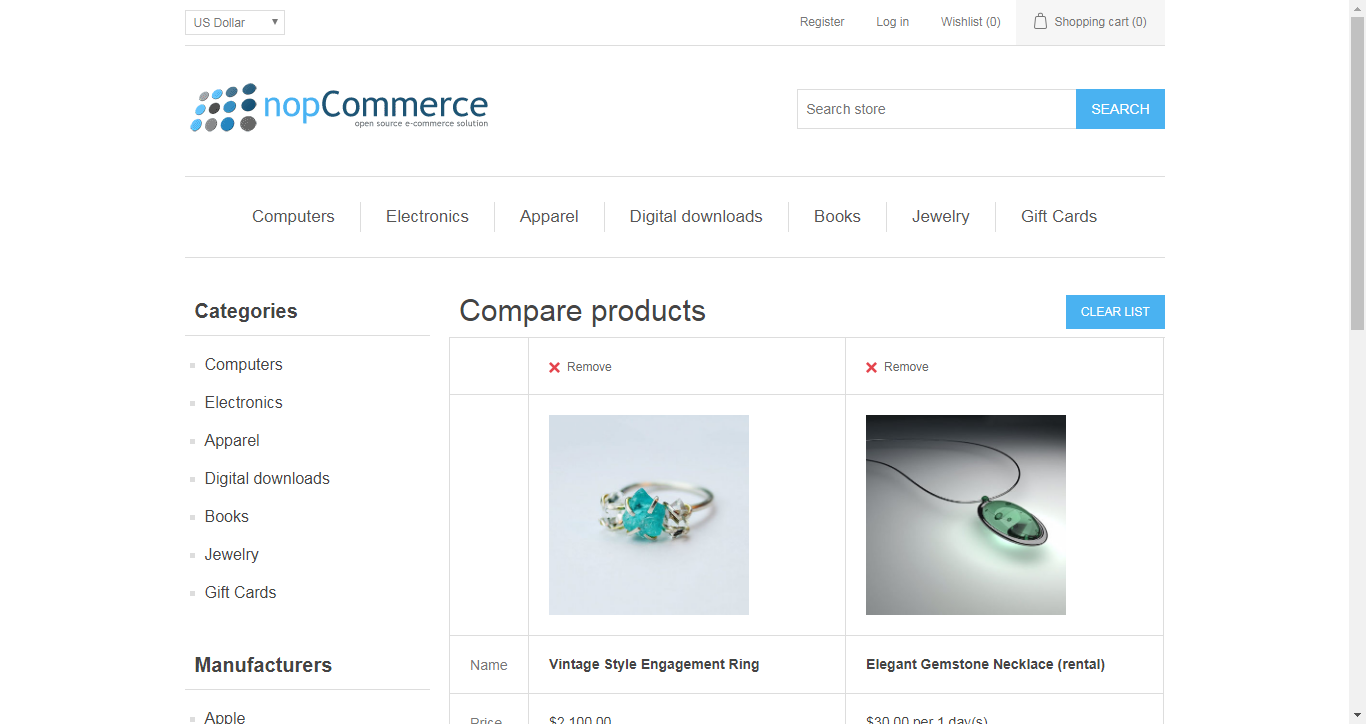 US Dollar
Register
Log in
Wishlist (0)
Shopping cart (0)
nopCommerce
open source e-commerce solution
Search store
SEARCH
Computers
Electronics
Apparel
Digital downloads
Books
Jewelry
Gift Cards
Categories
Computers
Electronics
Apparel
Digital downloads
Books
Jewelry
Gift Cards
Manufacturers
Apple
Compare products
CLEAR LIST
Remove
Remove
Name
Vintage Style Engagement Ring
Elegant Gemstone Necklace (rental)
Price
$2,100.00
$30.00 per 1 day(s)